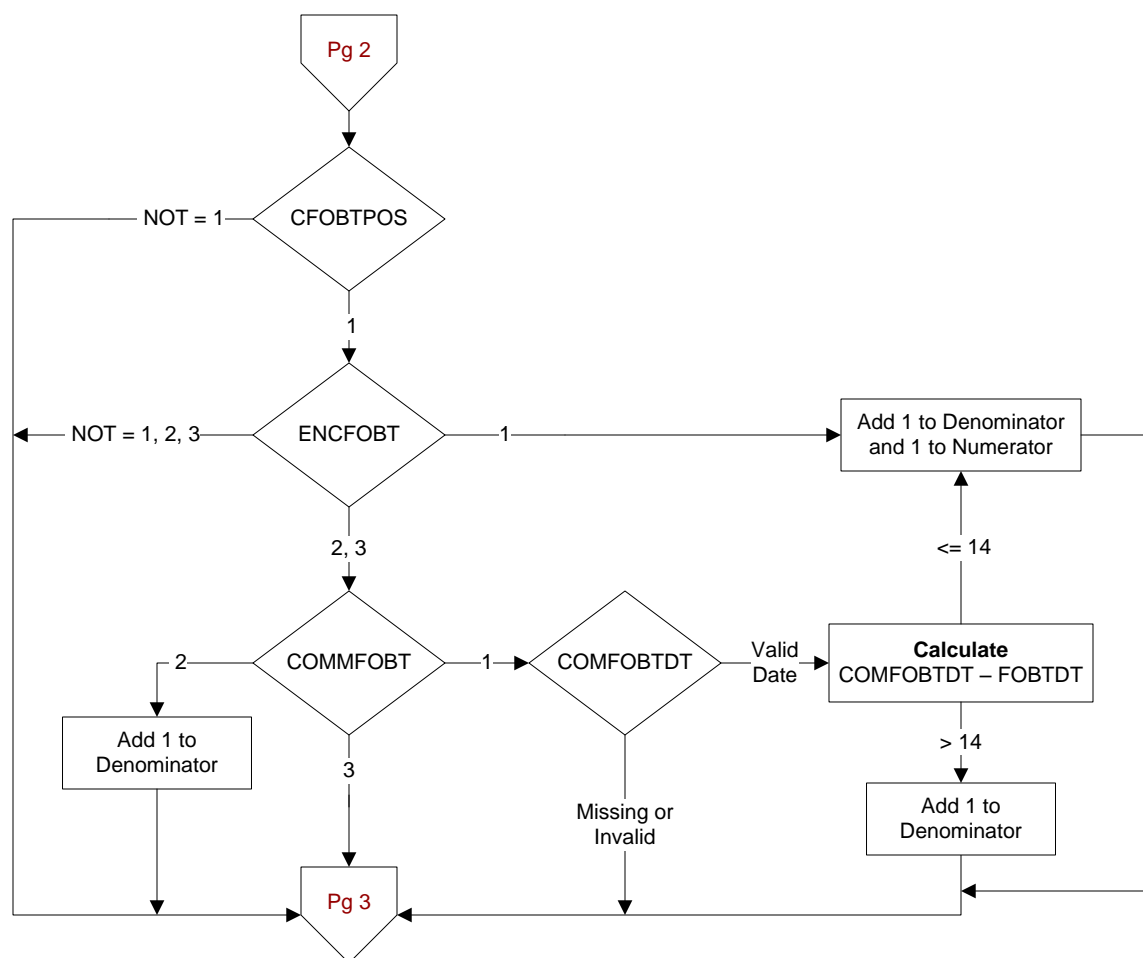 Pg 2
CFOBTPOS
NOT = 1
1
ENCFOBT
NOT = 1, 2, 3
1
Add 1 to Denominator
and 1 to Numerator
2, 3
<= 14
COMMFOBT
2
1
COMFOBTDT
Valid
Date
Calculate
COMFOBTDT – FOBTDT
Add 1 to
Denominator
3
Missing or
Invalid
> 14
Add 1 to
Denominator
Pg 3